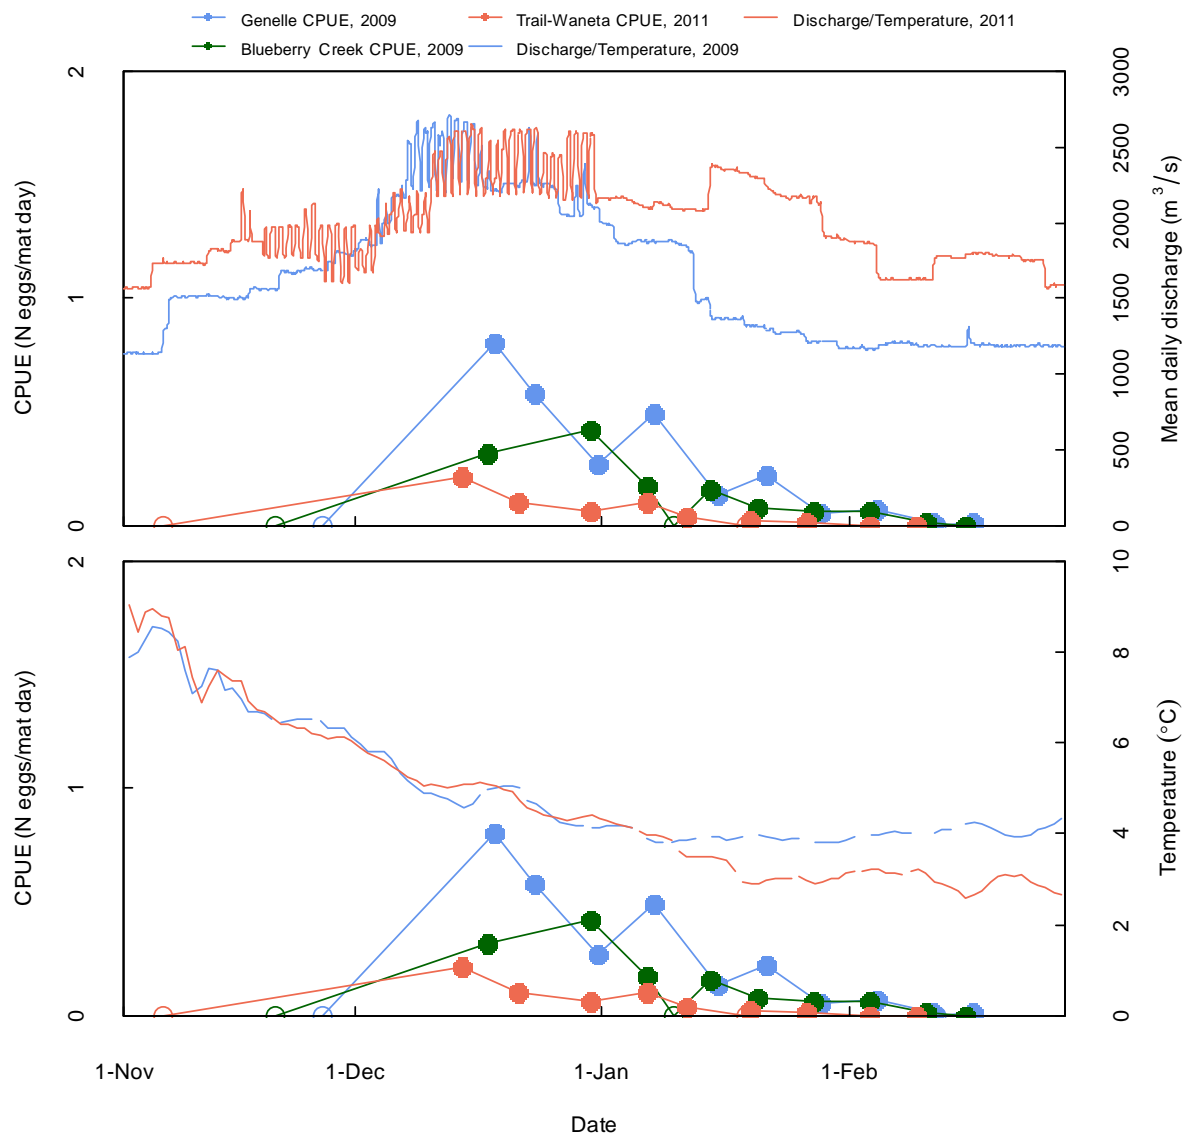 Genelle CPUE, 2009
Trail-Waneta CPUE, 2011
Discharge/Temperature, 2011
Blueberry Creek CPUE, 2009
Discharge/Temperature, 2009
CPUE (N eggs/mat day)
0
1
2
Mean daily discharge (m³/s)
0
500
1000
1500
2000
2500
3000
CPUE (N eggs/mat day)
0
1
2
Temperature (°C)
0
2
4
6
8
10
1-Nov
1-Dec
1-Jan
1-Feb
Date